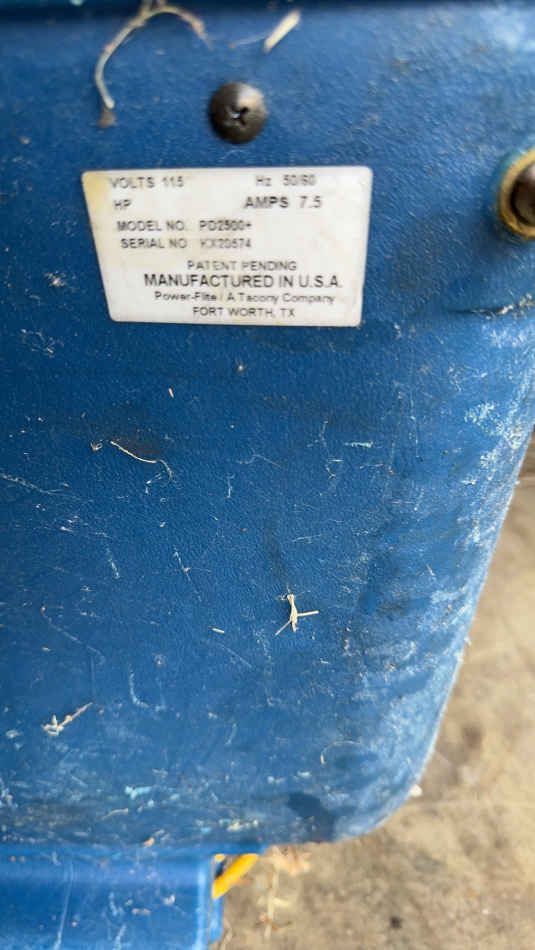 VOLTS 115 Hz 50/60
HP AMPS 7.5
MODEL NO. PD2500+
SERIAL NO KX20574
PATENT PENDING
MANUFACTURED IN U.S.A.
Power-Flite / A Tacony Company
FORT WORTH, TX